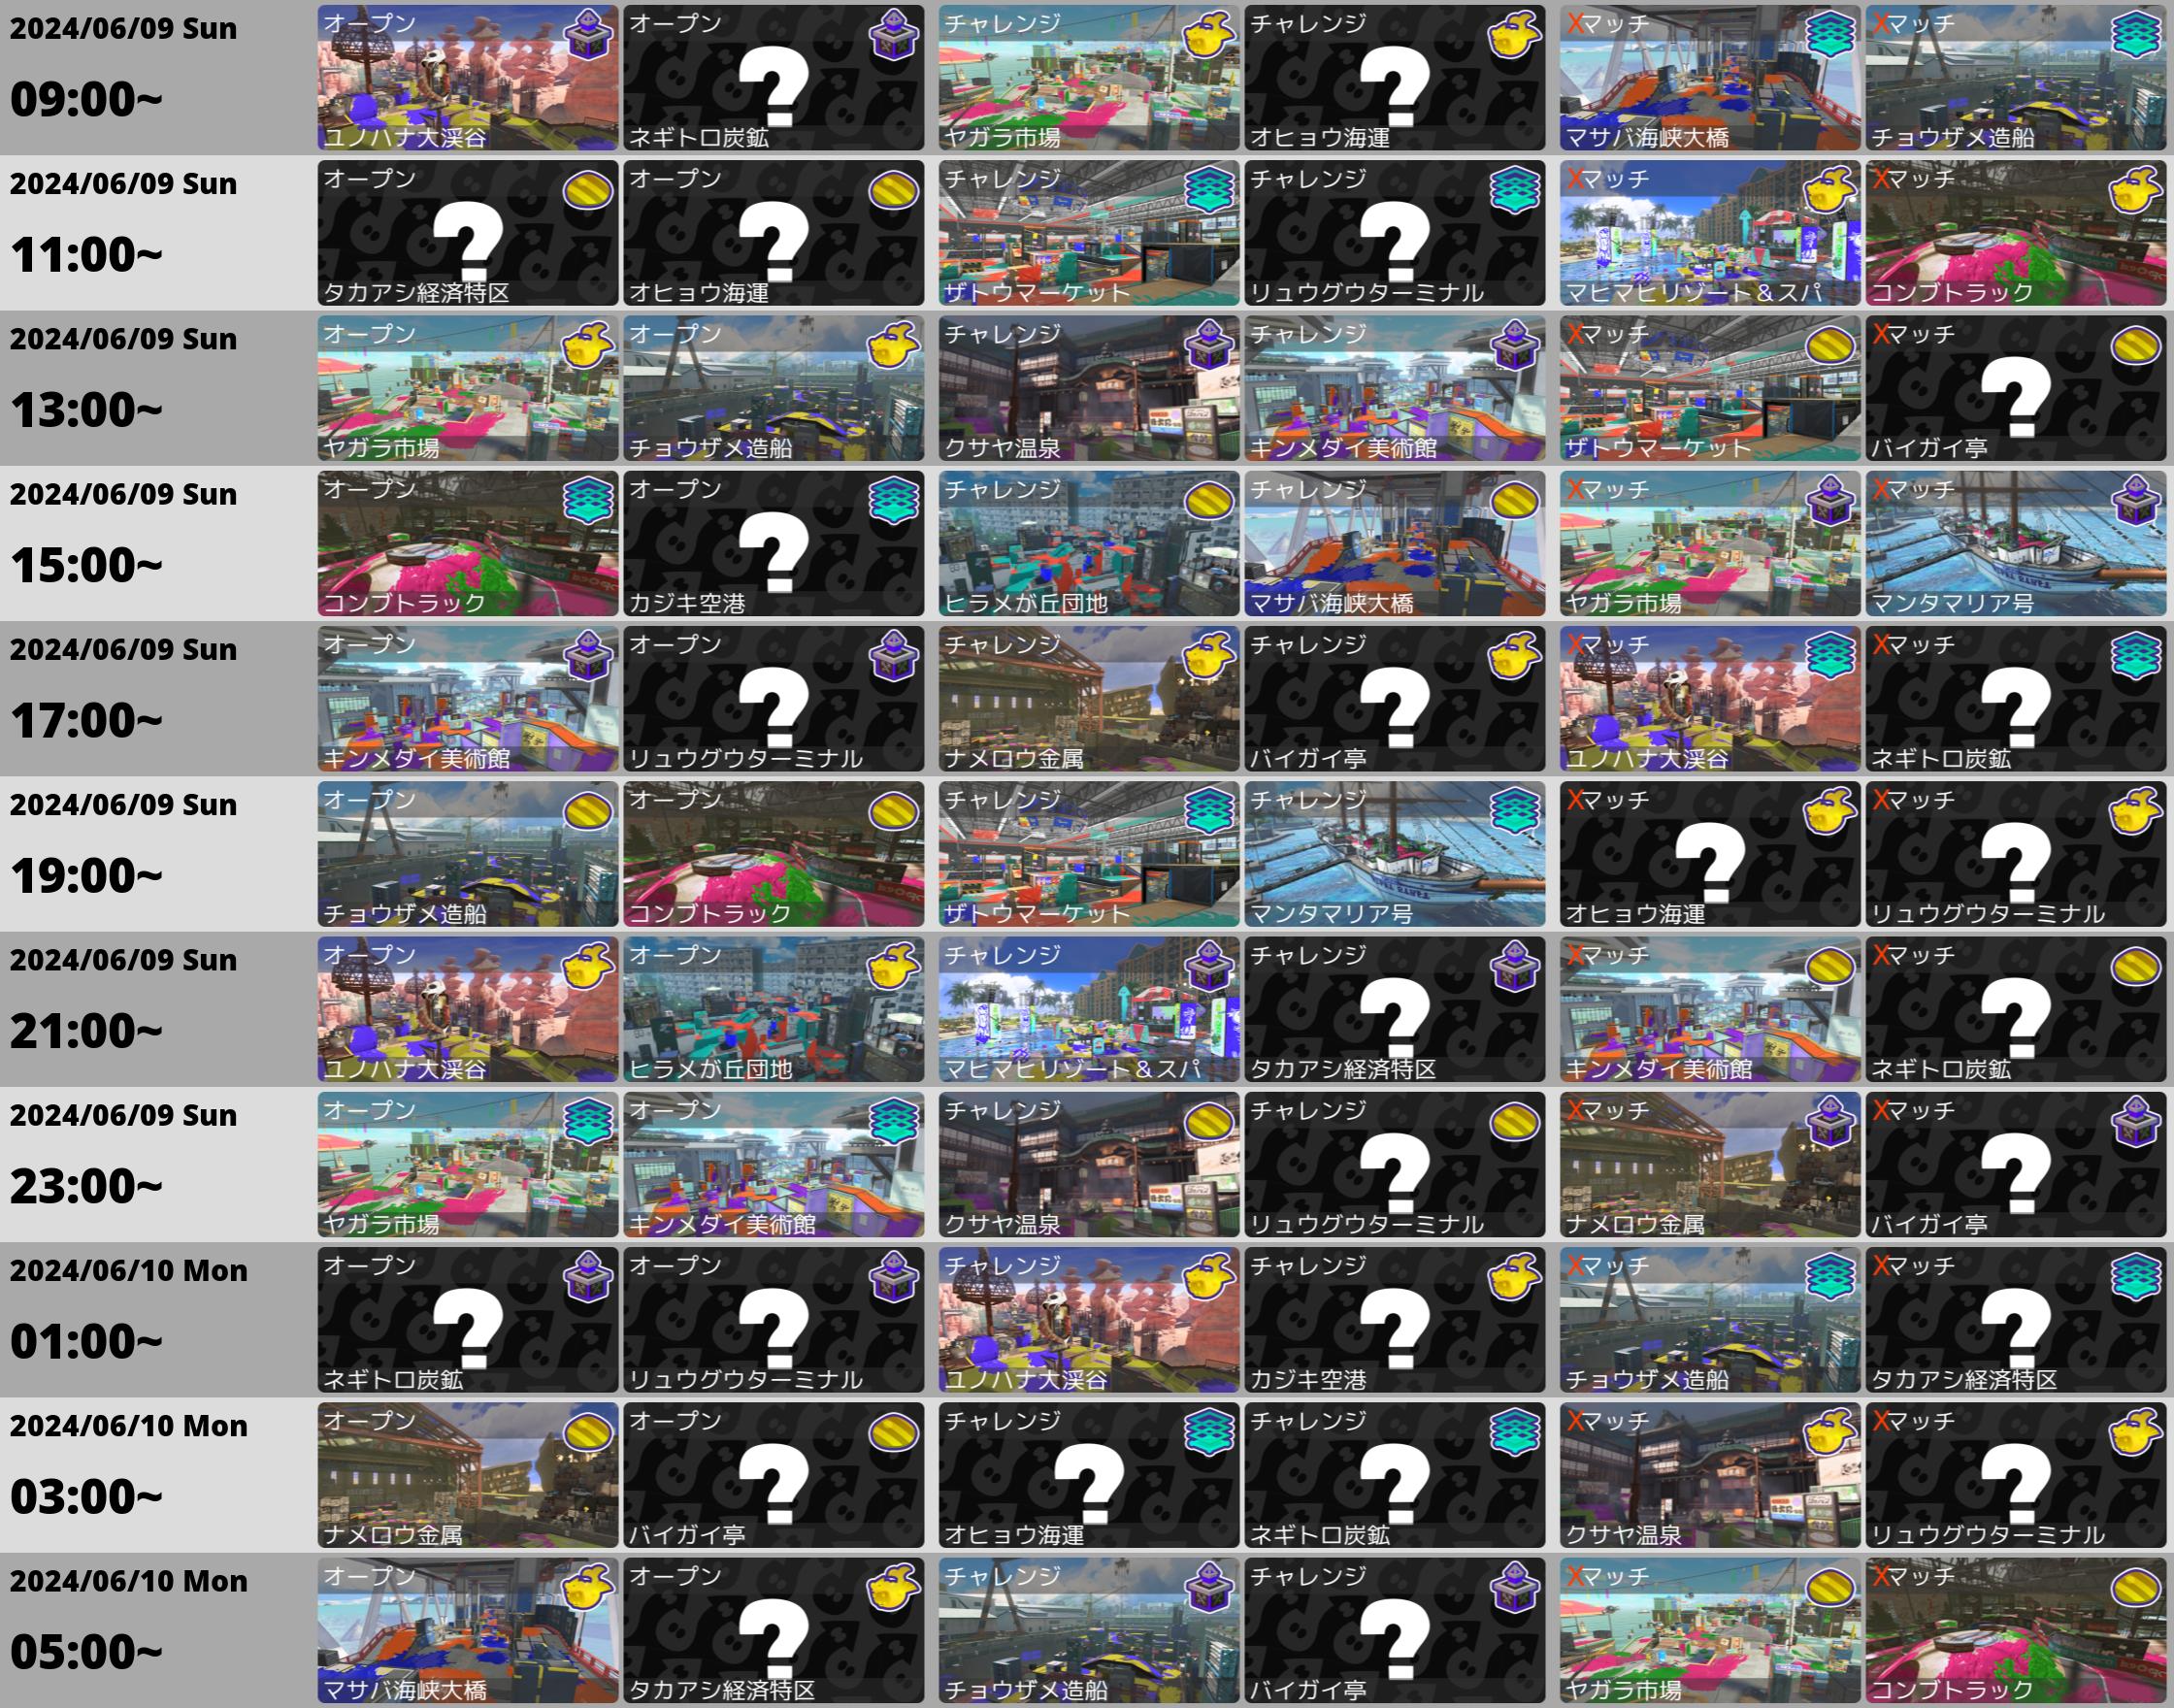 2024/06/09 Sun
09:00~
オープン オープン チャレンジ チャレンジ Xマッチ Xマッチ
ユノハナ大渓谷 ネギトロ炭鉱 ヤガラ市場 オヒョウ海運 マサバ海峡大橋 チョウザメ造船
2024/06/09 Sun
11:00~
オープン オープン チャレンジ チャレンジ Xマッチ Xマッチ
タカアシ経済特区 オヒョウ海運 ザトウマーケット リュウグウターミナル マヒマヒリゾート＆スパ コンブトラック
2024/06/09 Sun
13:00~
オープン オープン チャレンジ チャレンジ Xマッチ Xマッチ
ヤガラ市場 チョウザメ造船 クサヤ温泉 キンメダイ美術館 ザトウマーケット バイガイ亭
2024/06/09 Sun
15:00~
オープン オープン チャレンジ チャレンジ Xマッチ Xマッチ
コンブトラック カジキ空港 ヒラメが丘団地 マサバ海峡大橋 ヤガラ市場 マンタマリア号
2024/06/09 Sun
17:00~
オープン オープン チャレンジ チャレンジ Xマッチ Xマッチ
キンメダイ美術館 リュウグウターミナル ナメロウ金属 バイガイ亭 ユノハナ大渓谷 ネギトロ炭鉱
2024/06/09 Sun
19:00~
オープン オープン チャレンジ チャレンジ Xマッチ Xマッチ
チョウザメ造船 コンブトラック ザトウマーケット マンタマリア号 オヒョウ海運 リュウグウターミナル
2024/06/09 Sun
21:00~
オープン オープン チャレンジ チャレンジ Xマッチ Xマッチ
ユノハナ大渓谷 ヒラメが丘団地 マヒマヒリゾート＆スパ タカアシ経済特区 キンメダイ美術館 ネギトロ炭鉱
2024/06/09 Sun
23:00~
オープン オープン チャレンジ チャレンジ Xマッチ Xマッチ
ヤガラ市場 キンメダイ美術館 クサヤ温泉 リュウグウターミナル ナメロウ金属 バイガイ亭
2024/06/10 Mon
01:00~
オープン オープン チャレンジ チャレンジ Xマッチ Xマッチ
ネギトロ炭鉱 リュウグウターミナル ユノハナ大渓谷 カジキ空港 チョウザメ造船 タカアシ経済特区
2024/06/10 Mon
03:00~
オープン オープン チャレンジ チャレンジ Xマッチ Xマッチ
ナメロウ金属 バイガイ亭 オヒョウ海運 ネギトロ炭鉱 クサヤ温泉 リュウグウターミナル
2024/06/10 Mon
05:00~
オープン オープン チャレンジ チャレンジ Xマッチ Xマッチ
マサバ海峡大橋 タカアシ経済特区 チョウザメ造船 バイガイ亭 ヤガラ市場 コンブトラック